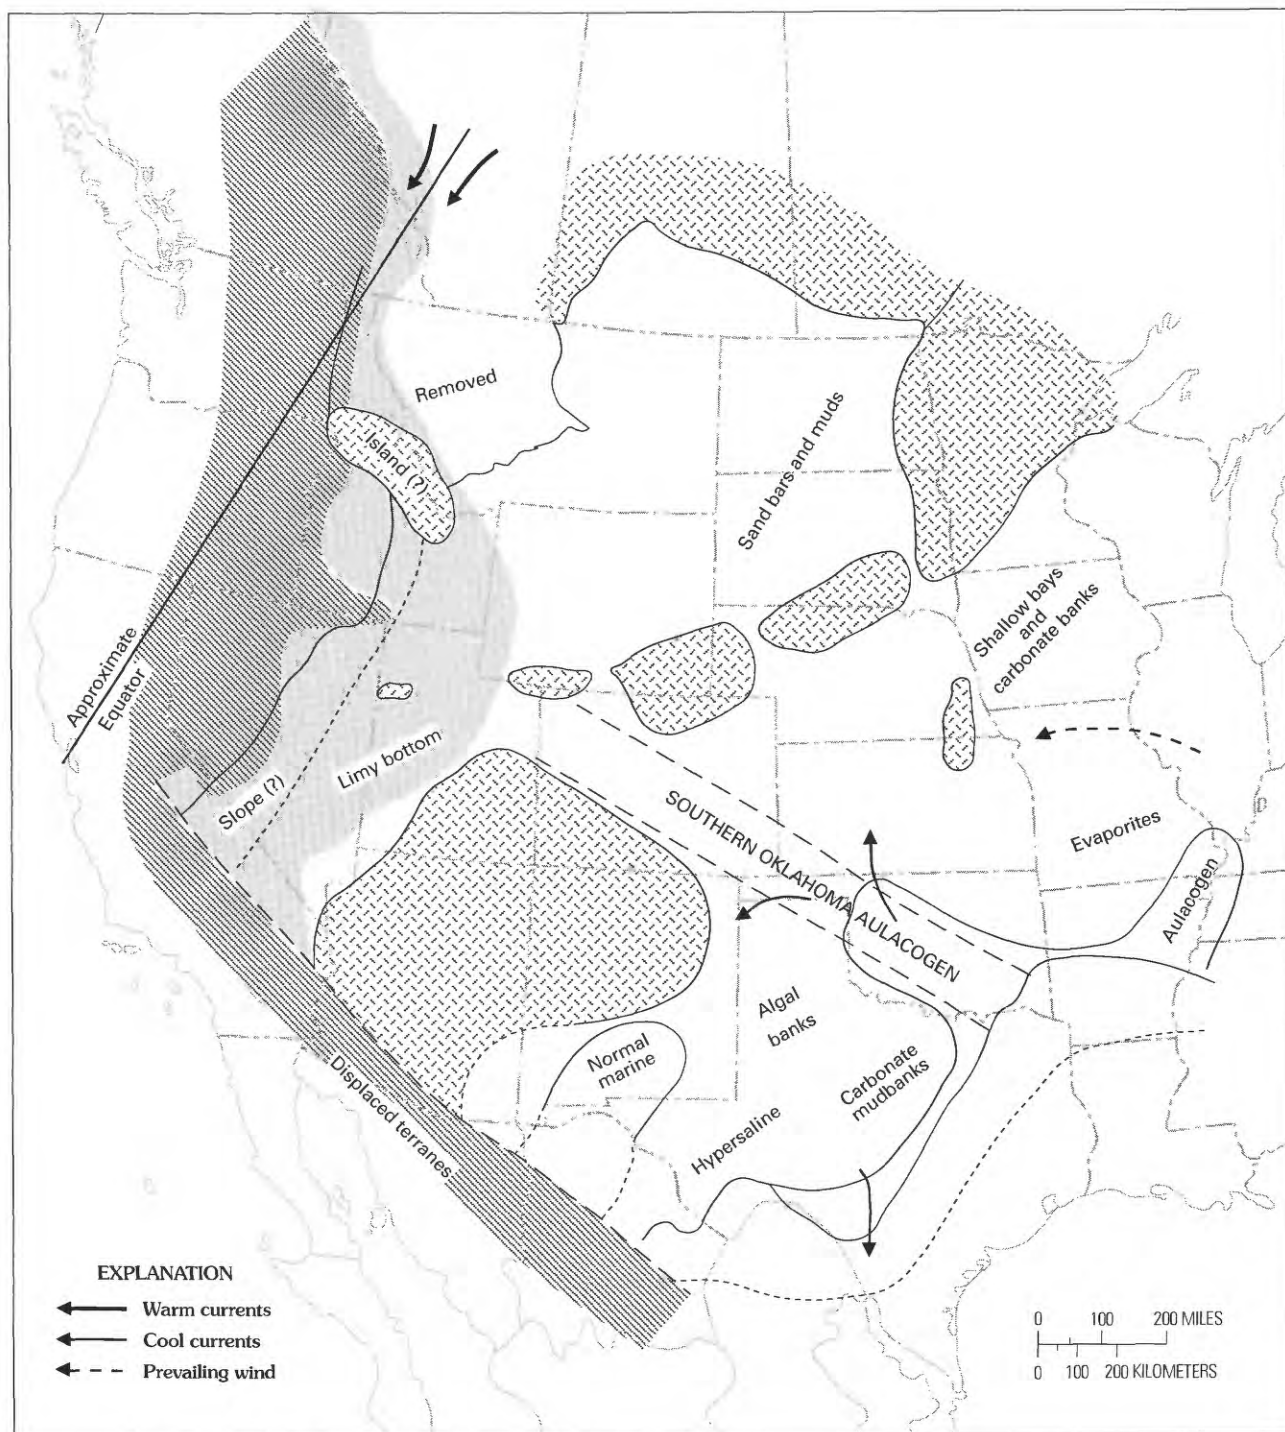 Removed
Island (?)
Sand bars and muds
Shallow bays
and
carbonate banks
Approximate
Equator
Limy bottom
Slope (?)
SOUTHERN OKLAHOMA AULACOGEN
Evaporites
Aulacogen
Algal
banks
Normal
marine
Carbonate
mudbanks
Hypersaline
Displaced terranes
EXPLANATION
Warm currents
Cool currents
Prevailing wind
0 100 200 MILES
0 100 200 KILOMETERS